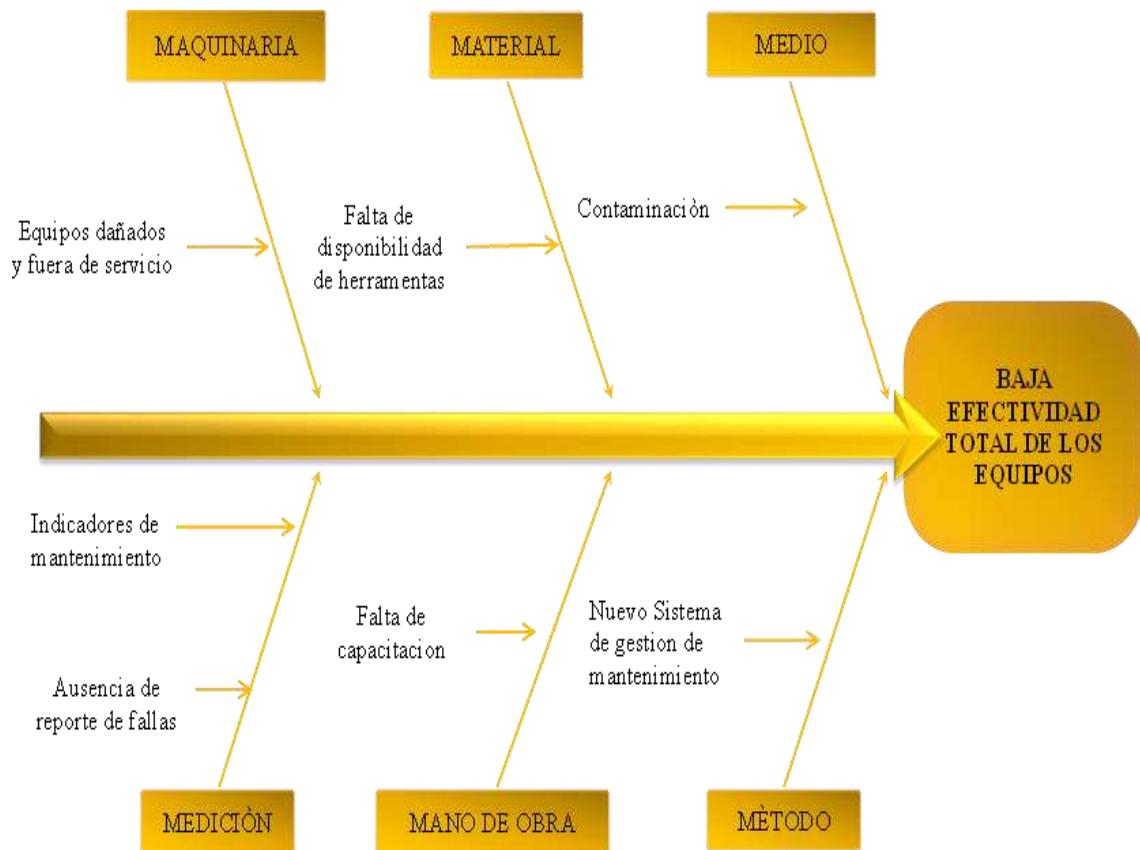 MAQUINARIA
MATERIAL
MEDIO
Equipos dañados
y fuera de servicio
Falta de
disponibilidad
de herramentas
Contaminaciòn
BAJA
EFECTIVIDAD
TOTAL DE LOS
EQUIPOS
Indicadores de
mantenimiento
Ausencia de
reporte de fallas
Falta de
capacitacion
Nuevo Sistema
de gestion de
mantenimiento
MEDICIÒN
MANO DE OBRA
MÈTODO